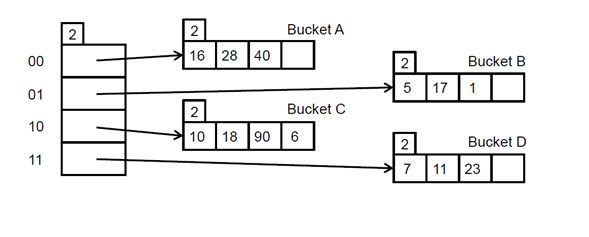 2
2 Bucket A
00 16 28 40
2 Bucket B
01 5 17 1
2 Bucket C
10 10 18 90 6
2 Bucket D
11 7 11 23